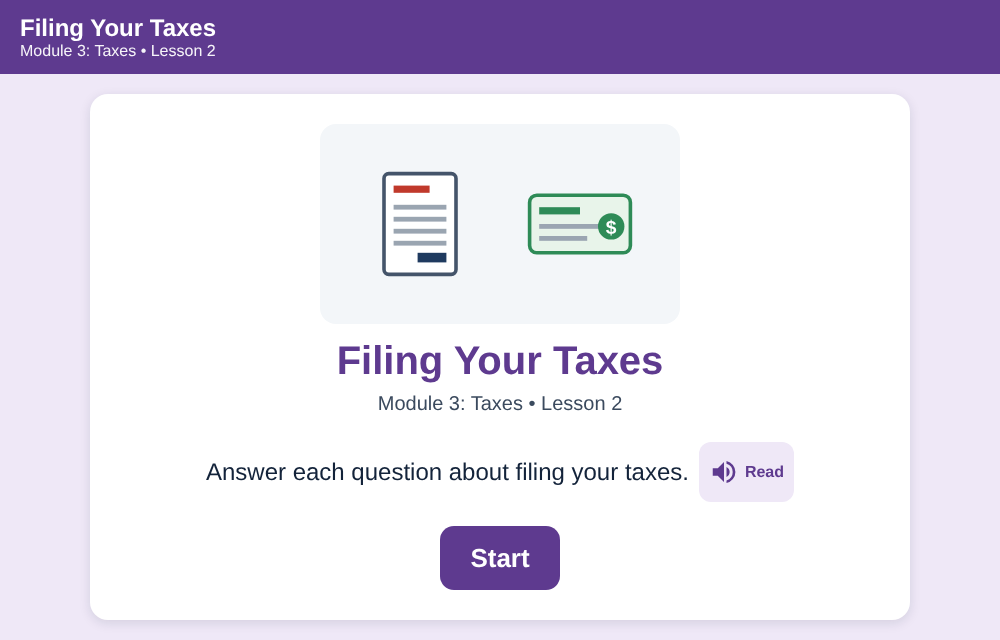 Filing Your Taxes
Module 3: Taxes • Lesson 2
$
Filing Your Taxes
Module 3: Taxes • Lesson 2
Answer each question about filing your taxes.
Read
Start